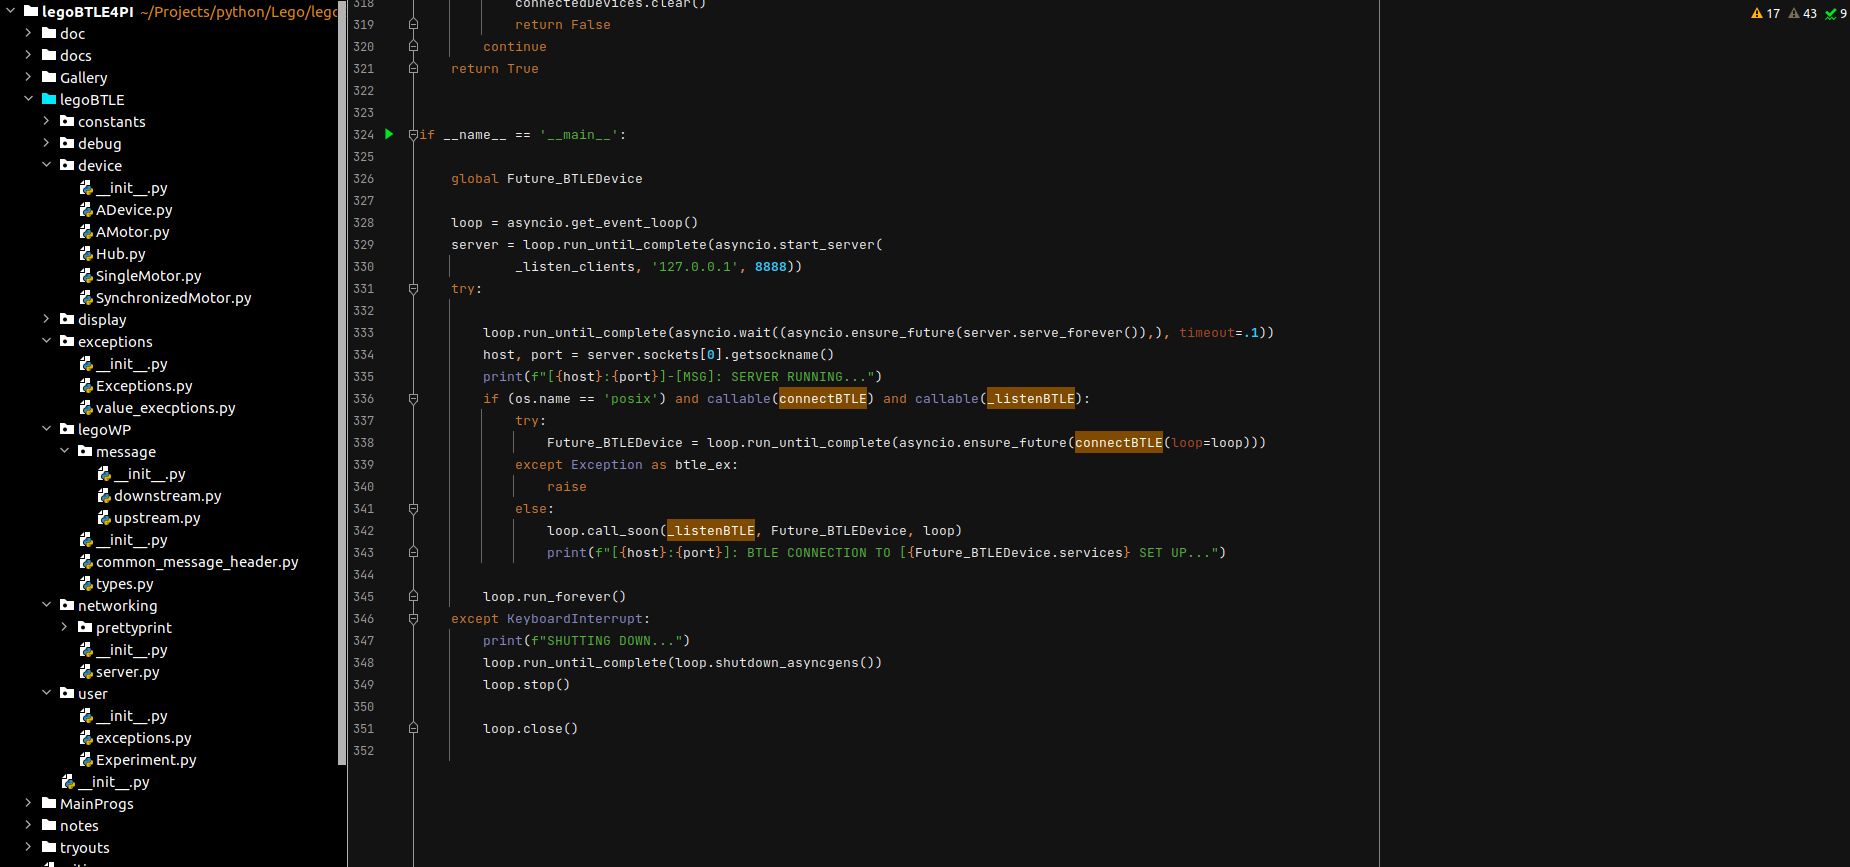 legoBTLE4PI ~/Projects/python/Lego/legc
doc
docs
Gallery
legoBTLE
constants
debug
device
__init__.py
ADevice.py
AMotor.py
Hub.py
SingleMotor.py
SynchronizedMotor.py
display
exceptions
__init__.py
Exceptions.py
value_execptions.py
legoWP
message
__init__.py
downstream.py
upstream.py
__init__.py
common_message_header.py
types.py
networking
prettyprint
__init__.py
server.py
user
__init__.py
exceptions.py
Experiment.py
__init__.py
MainProgs
notes
tryouts
17 43 9
318 connectedDevices.clear()
319 return False
320 continue
321 return True
322
323
324 if __name__ == '__main__':
325
326 global Future_BTLEDevice
327
328 loop = asyncio.get_event_loop()
329 server = loop.run_until_complete(asyncio.start_server(
330 _listen_clients, '127.0.0.1', 8888))
331 try:
332
333 loop.run_until_complete(asyncio.wait((asyncio.ensure_future(server.serve_forever()),), timeout=.1))
334 host, port = server.sockets[0].getsockname()
335 print(f"[{host}:{port}]-[MSG]: SERVER RUNNING...")
336 if (os.name == 'posix') and callable(connectBTLE) and callable(_listenBTLE):
337 try:
338 Future_BTLEDevice = loop.run_until_complete(asyncio.ensure_future(connectBTLE(loop=loop)))
339 except Exception as btle_ex:
340 raise
341 else:
342 loop.call_soon(_listenBTLE, Future_BTLEDevice, loop)
343 print(f"[{host}:{port}]: BTLE CONNECTION TO [{Future_BTLEDevice.services} SET UP...")
344
345 loop.run_forever()
346 except KeyboardInterrupt:
347 print(f"SHUTTING DOWN...")
348 loop.run_until_complete(loop.shutdown_asyncgens())
349 loop.stop()
350
351 loop.close()
352